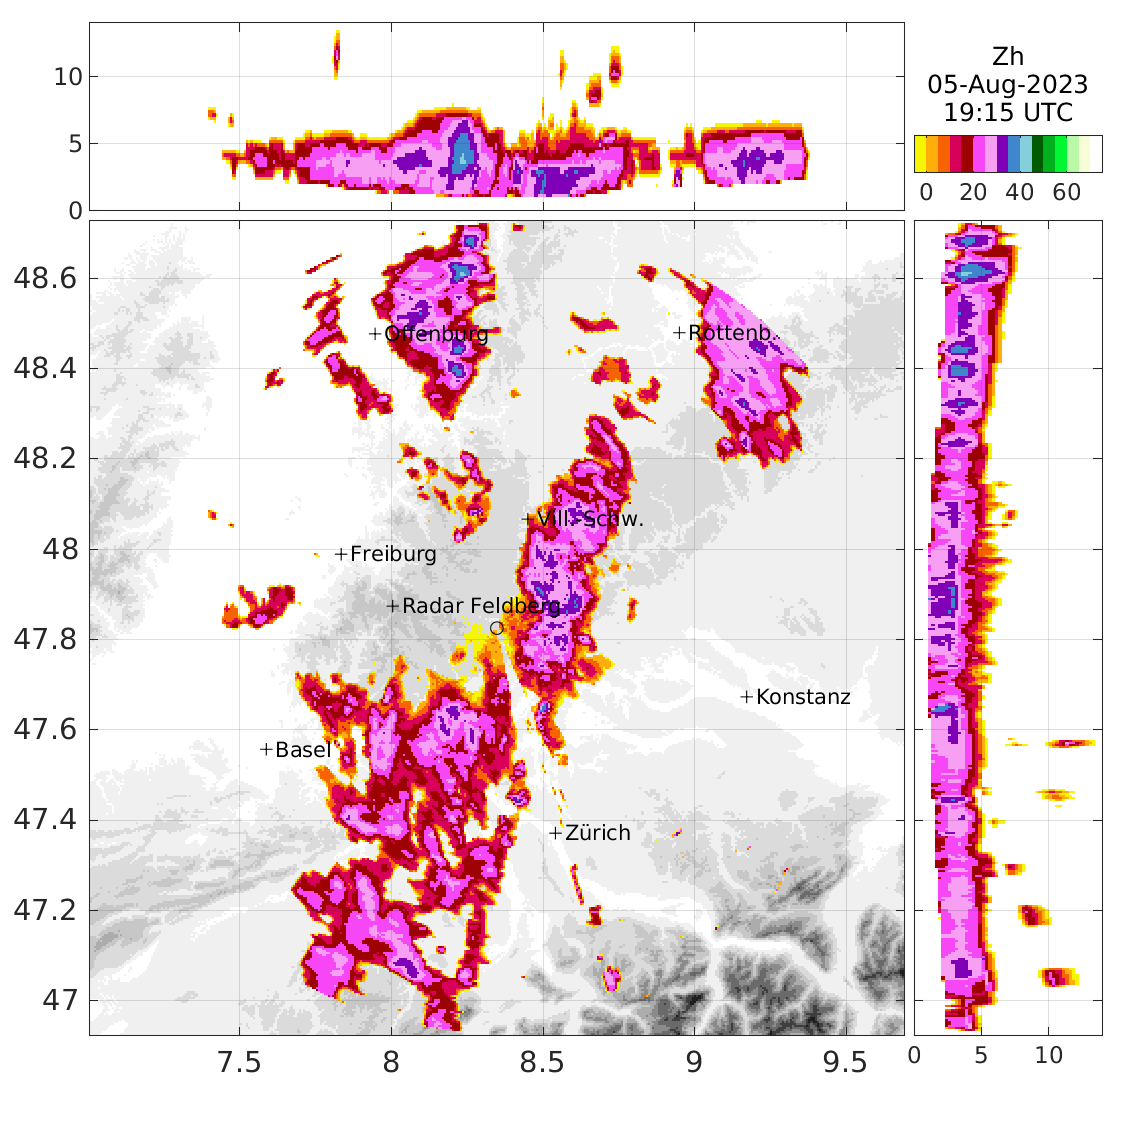 10
5
0
Zh
05-Aug-2023
19:15 UTC
0 20 40 60
48.6
48.4
48.2
48
47.8
47.6
47.4
47.2
47
+Offenburg
+Rottenb.
+Vill.-Schw.
+Freiburg
+Radar Feldberg
+Konstanz
+Basel
+Zürich
7.5 8 8.5 9 9.5
0 5 10